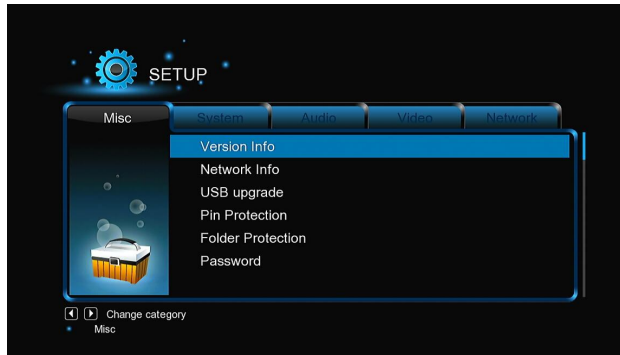 SETUP
Misc
System
Audio
Video
Network
Version Info
Network Info
USB upgrade
Pin Protection
Folder Protection
Password
Change category
Misc